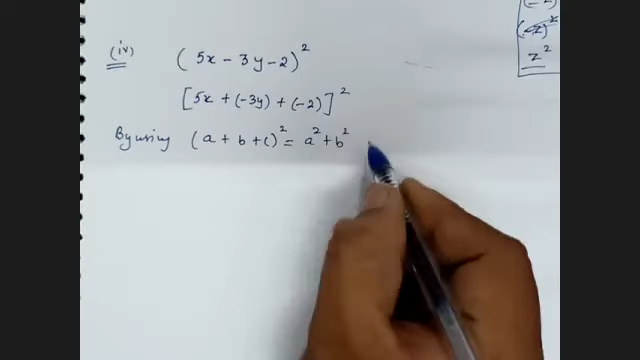 (iv) (5x - 3y - 2)²
[5x + (-3y) + (-2)]²
By using (a + b + c)² = a² + b²
z²